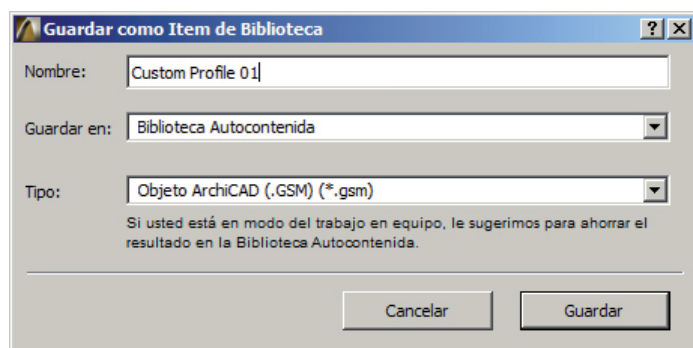 Guardar como Item de Biblioteca
Nombre: Custom Profile 01
Guardar en: Biblioteca Autocontenida
Tipo: Objeto ArchiCAD (.GSM) (*.gsm)
Si usted está en modo del trabajo en equipo, le sugerimos para ahorrar el
resultado en la Biblioteca Autocontenida.
Cancelar Guardar